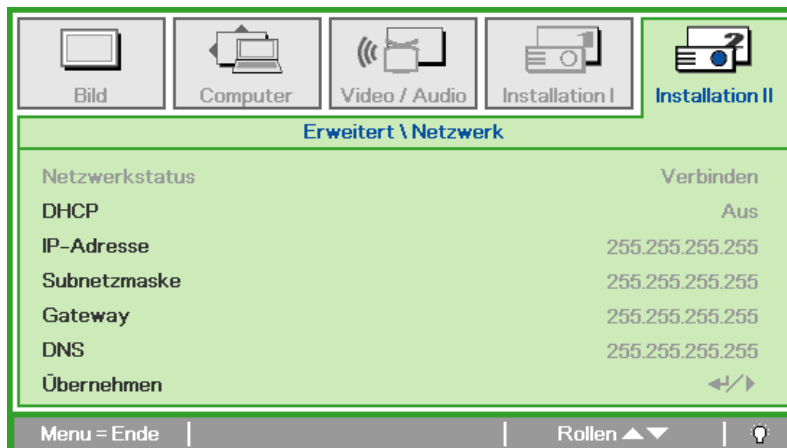 Bild
Computer
Video / Audio
Installation I
Installation II
Erweitert \ Netzwerk
Netzwerkstatus Verbinden
DHCP Aus
IP-Adresse 255.255.255.255
Subnetzmaske 255.255.255.255
Gateway 255.255.255.255
DNS 255.255.255.255
Übernehmen
Menu = Ende Rollen